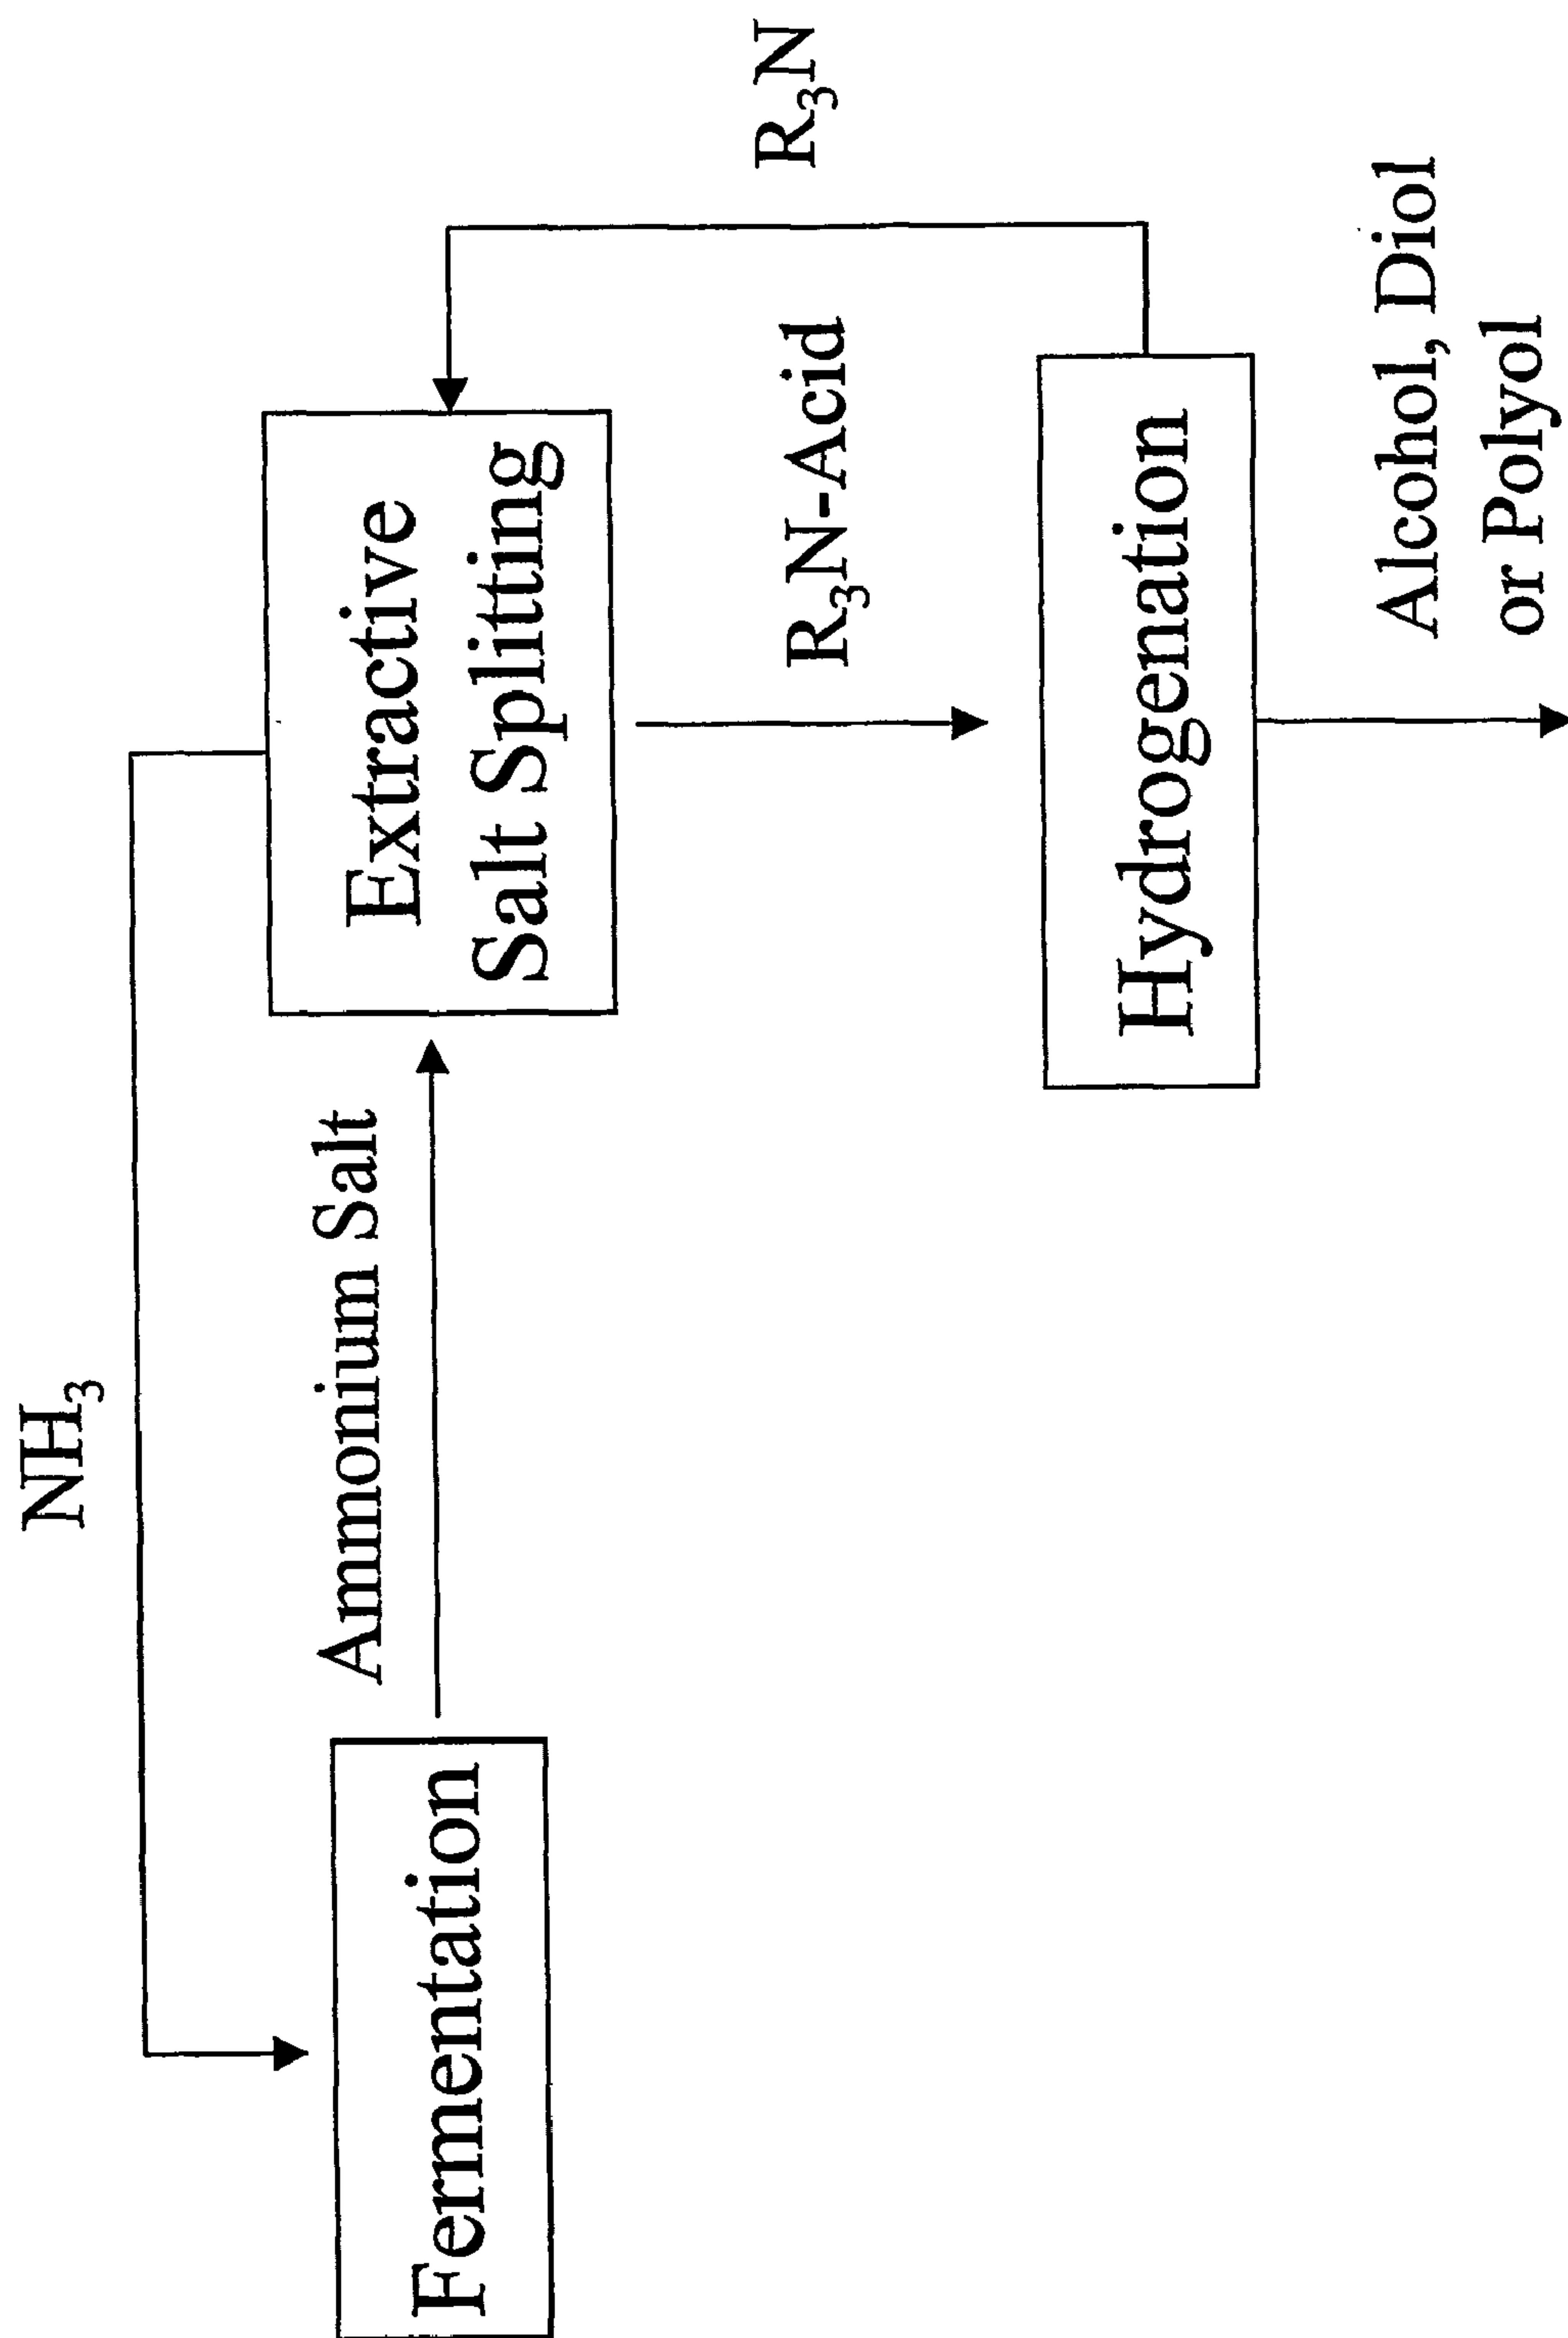 NH₃
Fermentation
Ammonium Salt
Extractive
Salt Splitting
R₃N
R₃N-Acid
Hydrogenation
Alcohol, Diol
or Polyol